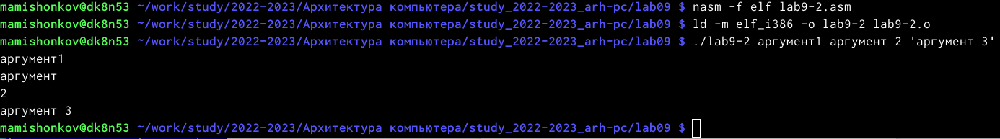 mamishonkov@dk8n53 ~/work/study/2022-2023/Архитектура компьютера/study_2022-2023_arh-pc/lab09 $ nasm -f elf lab9-2.asm
mamishonkov@dk8n53 ~/work/study/2022-2023/Архитектура компьютера/study_2022-2023_arh-pc/lab09 $ ld -m elf_i386 -o lab9-2 lab9-2.o
mamishonkov@dk8n53 ~/work/study/2022-2023/Архитектура компьютера/study_2022-2023_arh-pc/lab09 $ ./lab9-2 аргумент1 аргумент 2 'аргумент 3'
аргумент1
аргумент
2
аргумент 3
mamishonkov@dk8n53 ~/work/study/2022-2023/Архитектура компьютера/study_2022-2023_arh-pc/lab09 $